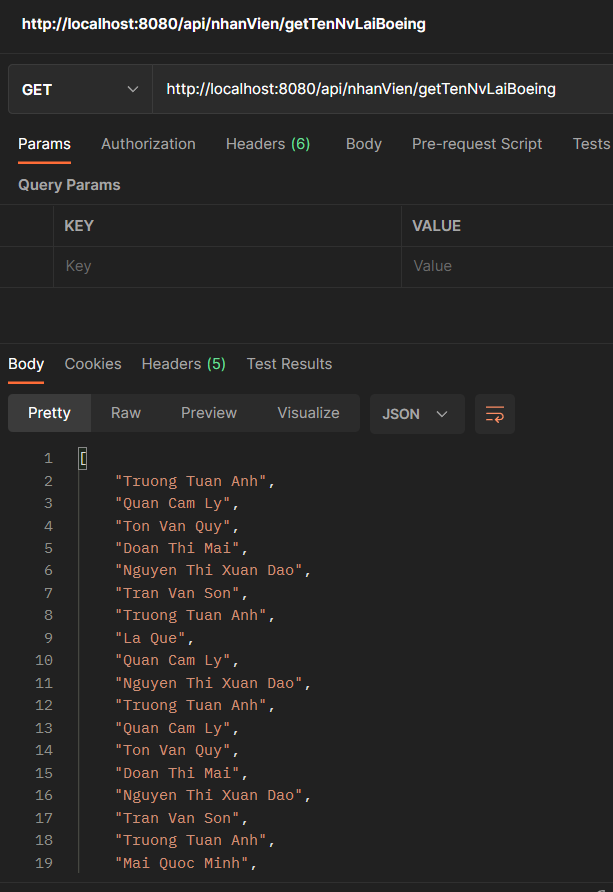 http://localhost:8080/api/nhanVien/getTenNvLaiBoeing
GET http://localhost:8080/api/nhanVien/getTenNvLaiBoeing
Params Authorization Headers (6) Body Pre-request Script Tests
Query Params
KEY VALUE
Key Value
Body Cookies Headers (5) Test Results
Pretty Raw Preview Visualize JSON
1 [
2 "Truong Tuan Anh",
3 "Quan Cam Ly",
4 "Ton Van Quy",
5 "Doan Thi Mai",
6 "Nguyen Thi Xuan Dao",
7 "Tran Van Son",
8 "Truong Tuan Anh",
9 "La Que",
10 "Quan Cam Ly",
11 "Nguyen Thi Xuan Dao",
12 "Truong Tuan Anh",
13 "Quan Cam Ly",
14 "Ton Van Quy",
15 "Doan Thi Mai",
16 "Nguyen Thi Xuan Dao",
17 "Tran Van Son",
18 "Truong Tuan Anh",
19 "Mai Quoc Minh",